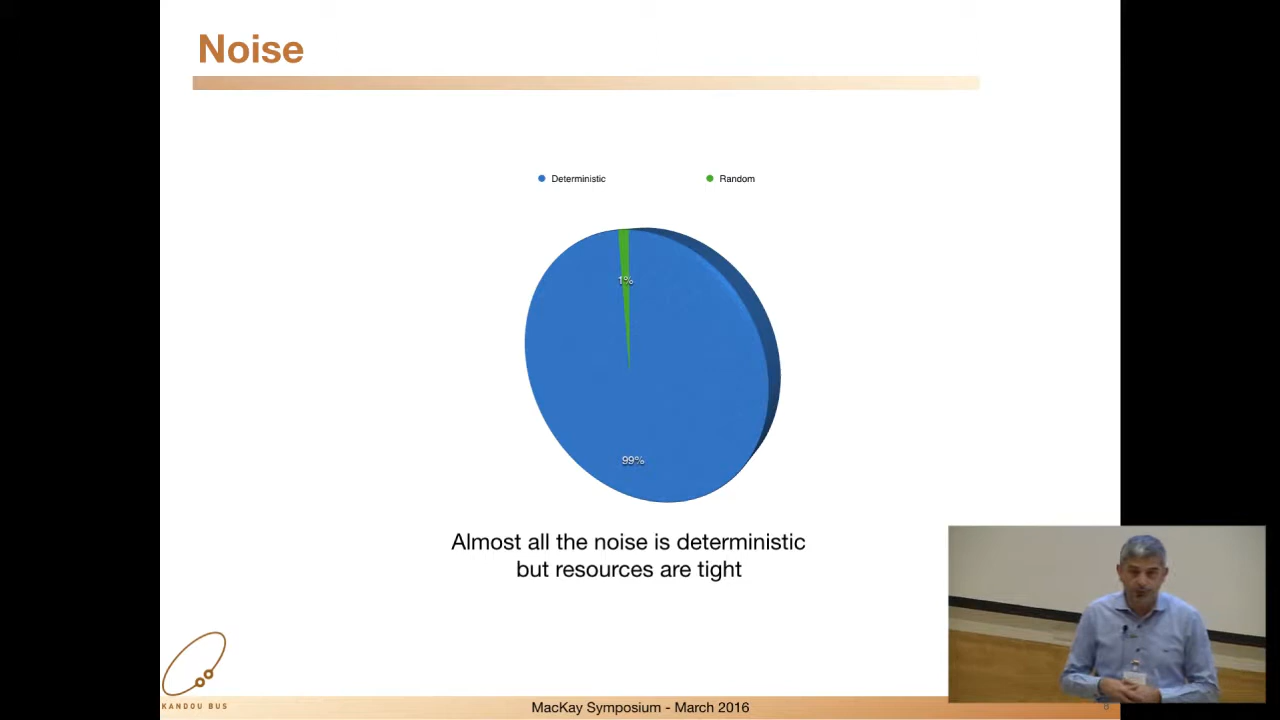 Noise
Deterministic
Random
1%
99%
Almost all the noise is deterministic
but resources are tight
KANDOU BUS
MacKay Symposium - March 2016
8